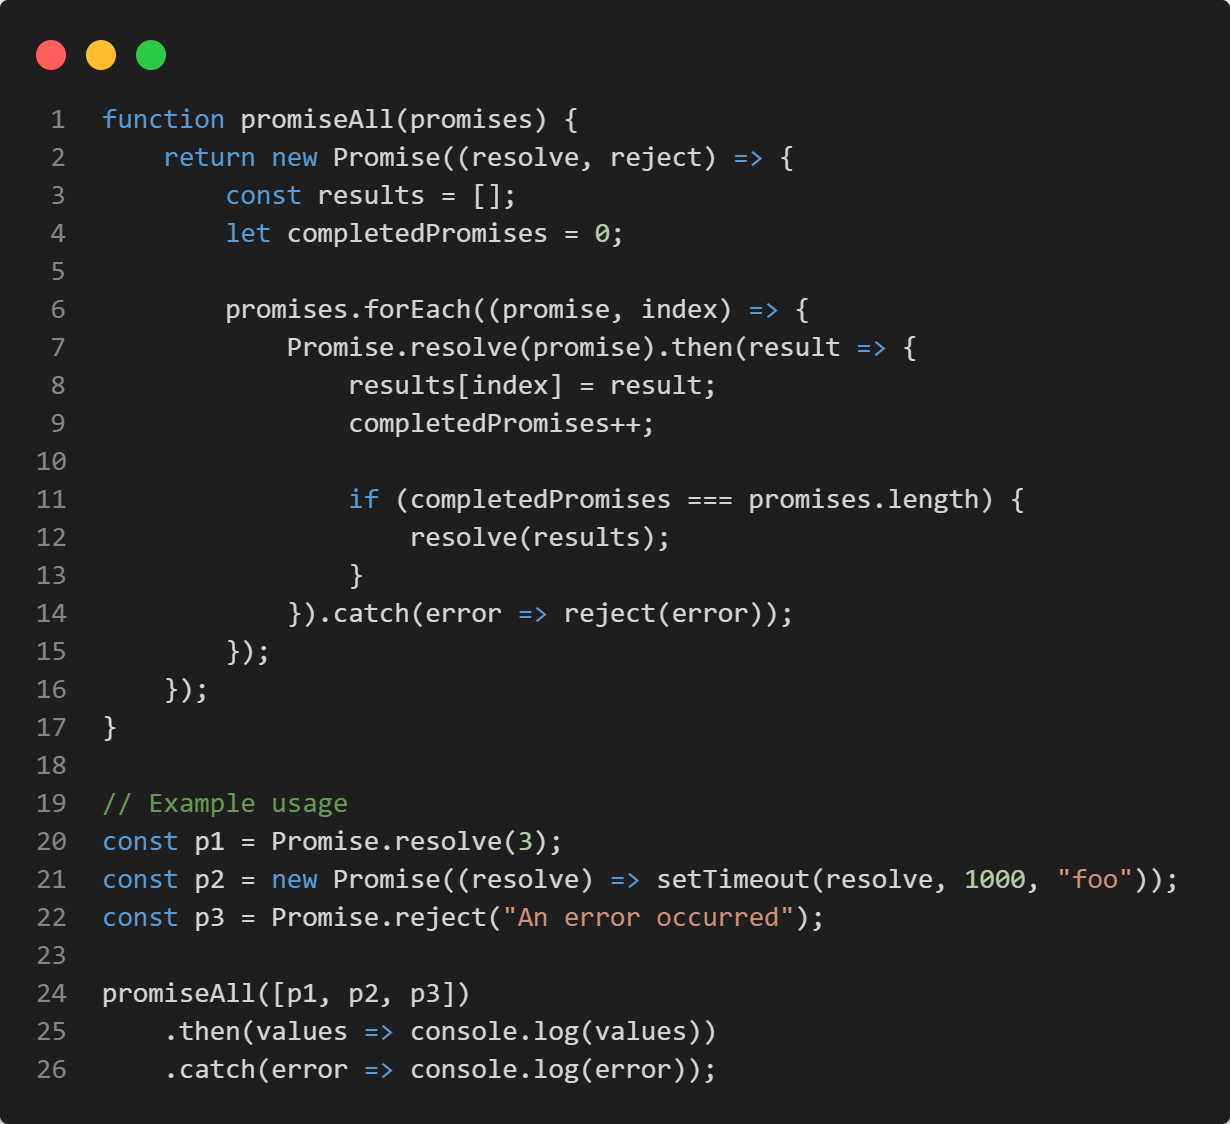 1 function promiseAll(promises) {
2     return new Promise((resolve, reject) => {
3         const results = [];
4         let completedPromises = 0;
5
6         promises.forEach((promise, index) => {
7             Promise.resolve(promise).then(result => {
8                 results[index] = result;
9                 completedPromises++;
10
11                 if (completedPromises === promises.length) {
12                     resolve(results);
13                 }
14             }).catch(error => reject(error));
15         });
16     });
17 }
18
19 // Example usage
20 const p1 = Promise.resolve(3);
21 const p2 = new Promise((resolve) => setTimeout(resolve, 1000, "foo"));
22 const p3 = Promise.reject("An error occurred");
23
24 promiseAll([p1, p2, p3])
25     .then(values => console.log(values))
26     .catch(error => console.log(error));